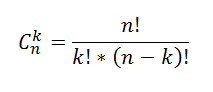 C_n^k = n! / (k! * (n − k)!)